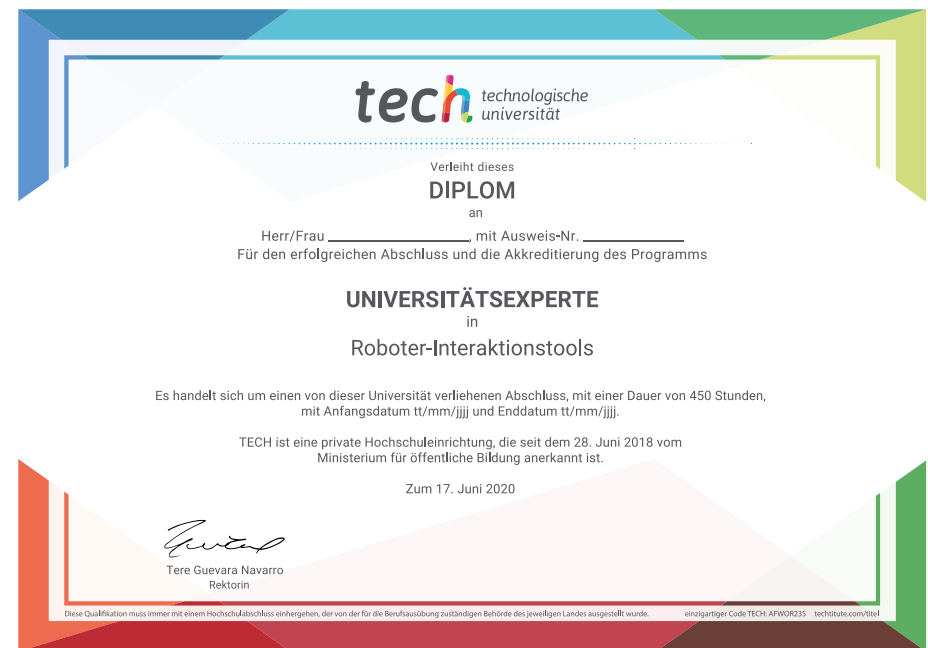 tech technologische
universität
Verleiht dieses
DIPLOM
an
Herr/Frau ____________________, mit Ausweis-Nr. ______________
Für den erfolgreichen Abschluss und die Akkreditierung des Programms
UNIVERSITÄTSEXPERTE
in
Roboter-Interaktionstools
Es handelt sich um einen von dieser Universität verliehenen Abschluss, mit einer Dauer von 450 Stunden,
mit Anfangsdatum tt/mm/jjjj und Enddatum tt/mm/jjjj.
TECH ist eine private Hochschuleinrichtung, die seit dem 28. Juni 2018 vom
Ministerium für öffentliche Bildung anerkannt ist.
Zum 17. Juni 2020
Tere Guevara Navarro
Rektorin
Diese Qualifikation muss immer mit einem Hochschulabschluss einhergehen, der von der für die Berufsausübung zuständigen Behörde des jeweiligen Landes ausgestellt wurde. einzigartiger Code TECH: AFWOR23S techtitute.com/titel